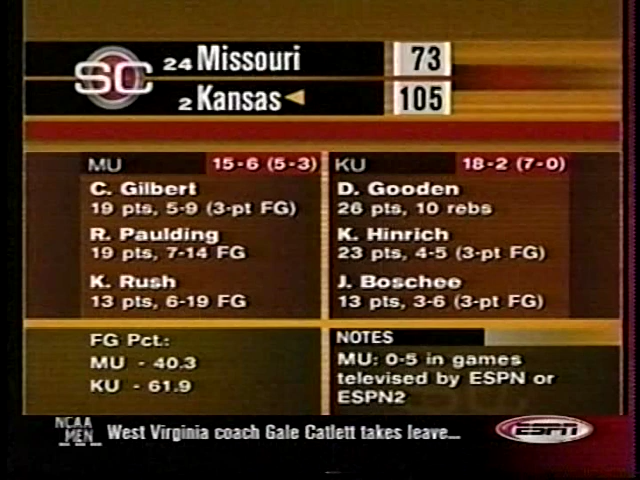 SC
24 Missouri 73
2 Kansas 105
MU 15-6 (5-3)
C. Gilbert
19 pts, 5-9 (3-pt FG)
R. Paulding
19 pts, 7-14 FG
K. Rush
13 pts, 6-19 FG
KU 18-2 (7-0)
D. Gooden
26 pts, 10 rebs
K. Hinrich
23 pts, 4-5 (3-pt FG)
J. Boschee
13 pts, 3-6 (3-pt FG)
FG Pct.:
MU - 40.3
KU - 61.9
NOTES
MU: 0-5 in games
televised by ESPN or
ESPN2
NCAA
MEN
West Virginia coach Gale Catlett takes leave...
ESPN